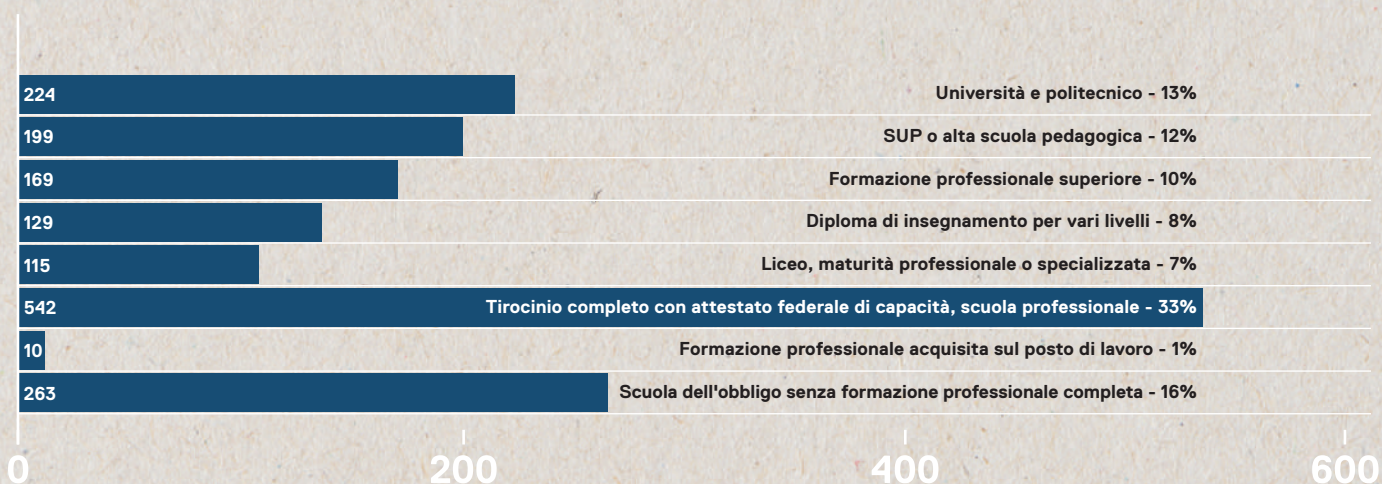 224 Università e politecnico - 13%
199 SUP o alta scuola pedagogica - 12%
169 Formazione professionale superiore - 10%
129 Diploma di insegnamento per vari livelli - 8%
115 Liceo, maturità professionale o specializzata - 7%
542 Tirocinio completo con attestato federale di capacità, scuola professionale - 33%
10 Formazione professionale acquisita sul posto di lavoro - 1%
263 Scuola dell'obbligo senza formazione professionale completa - 16%
0 200 400 600